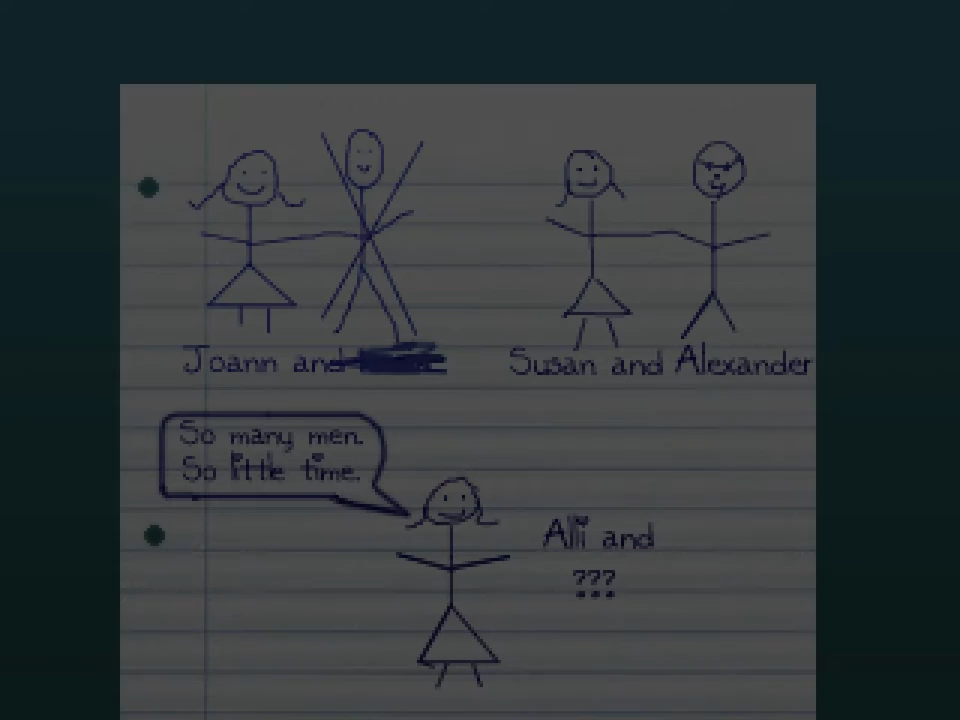 Joann and
Susan and Alexander
So many men.
So little time.
Alli and
???